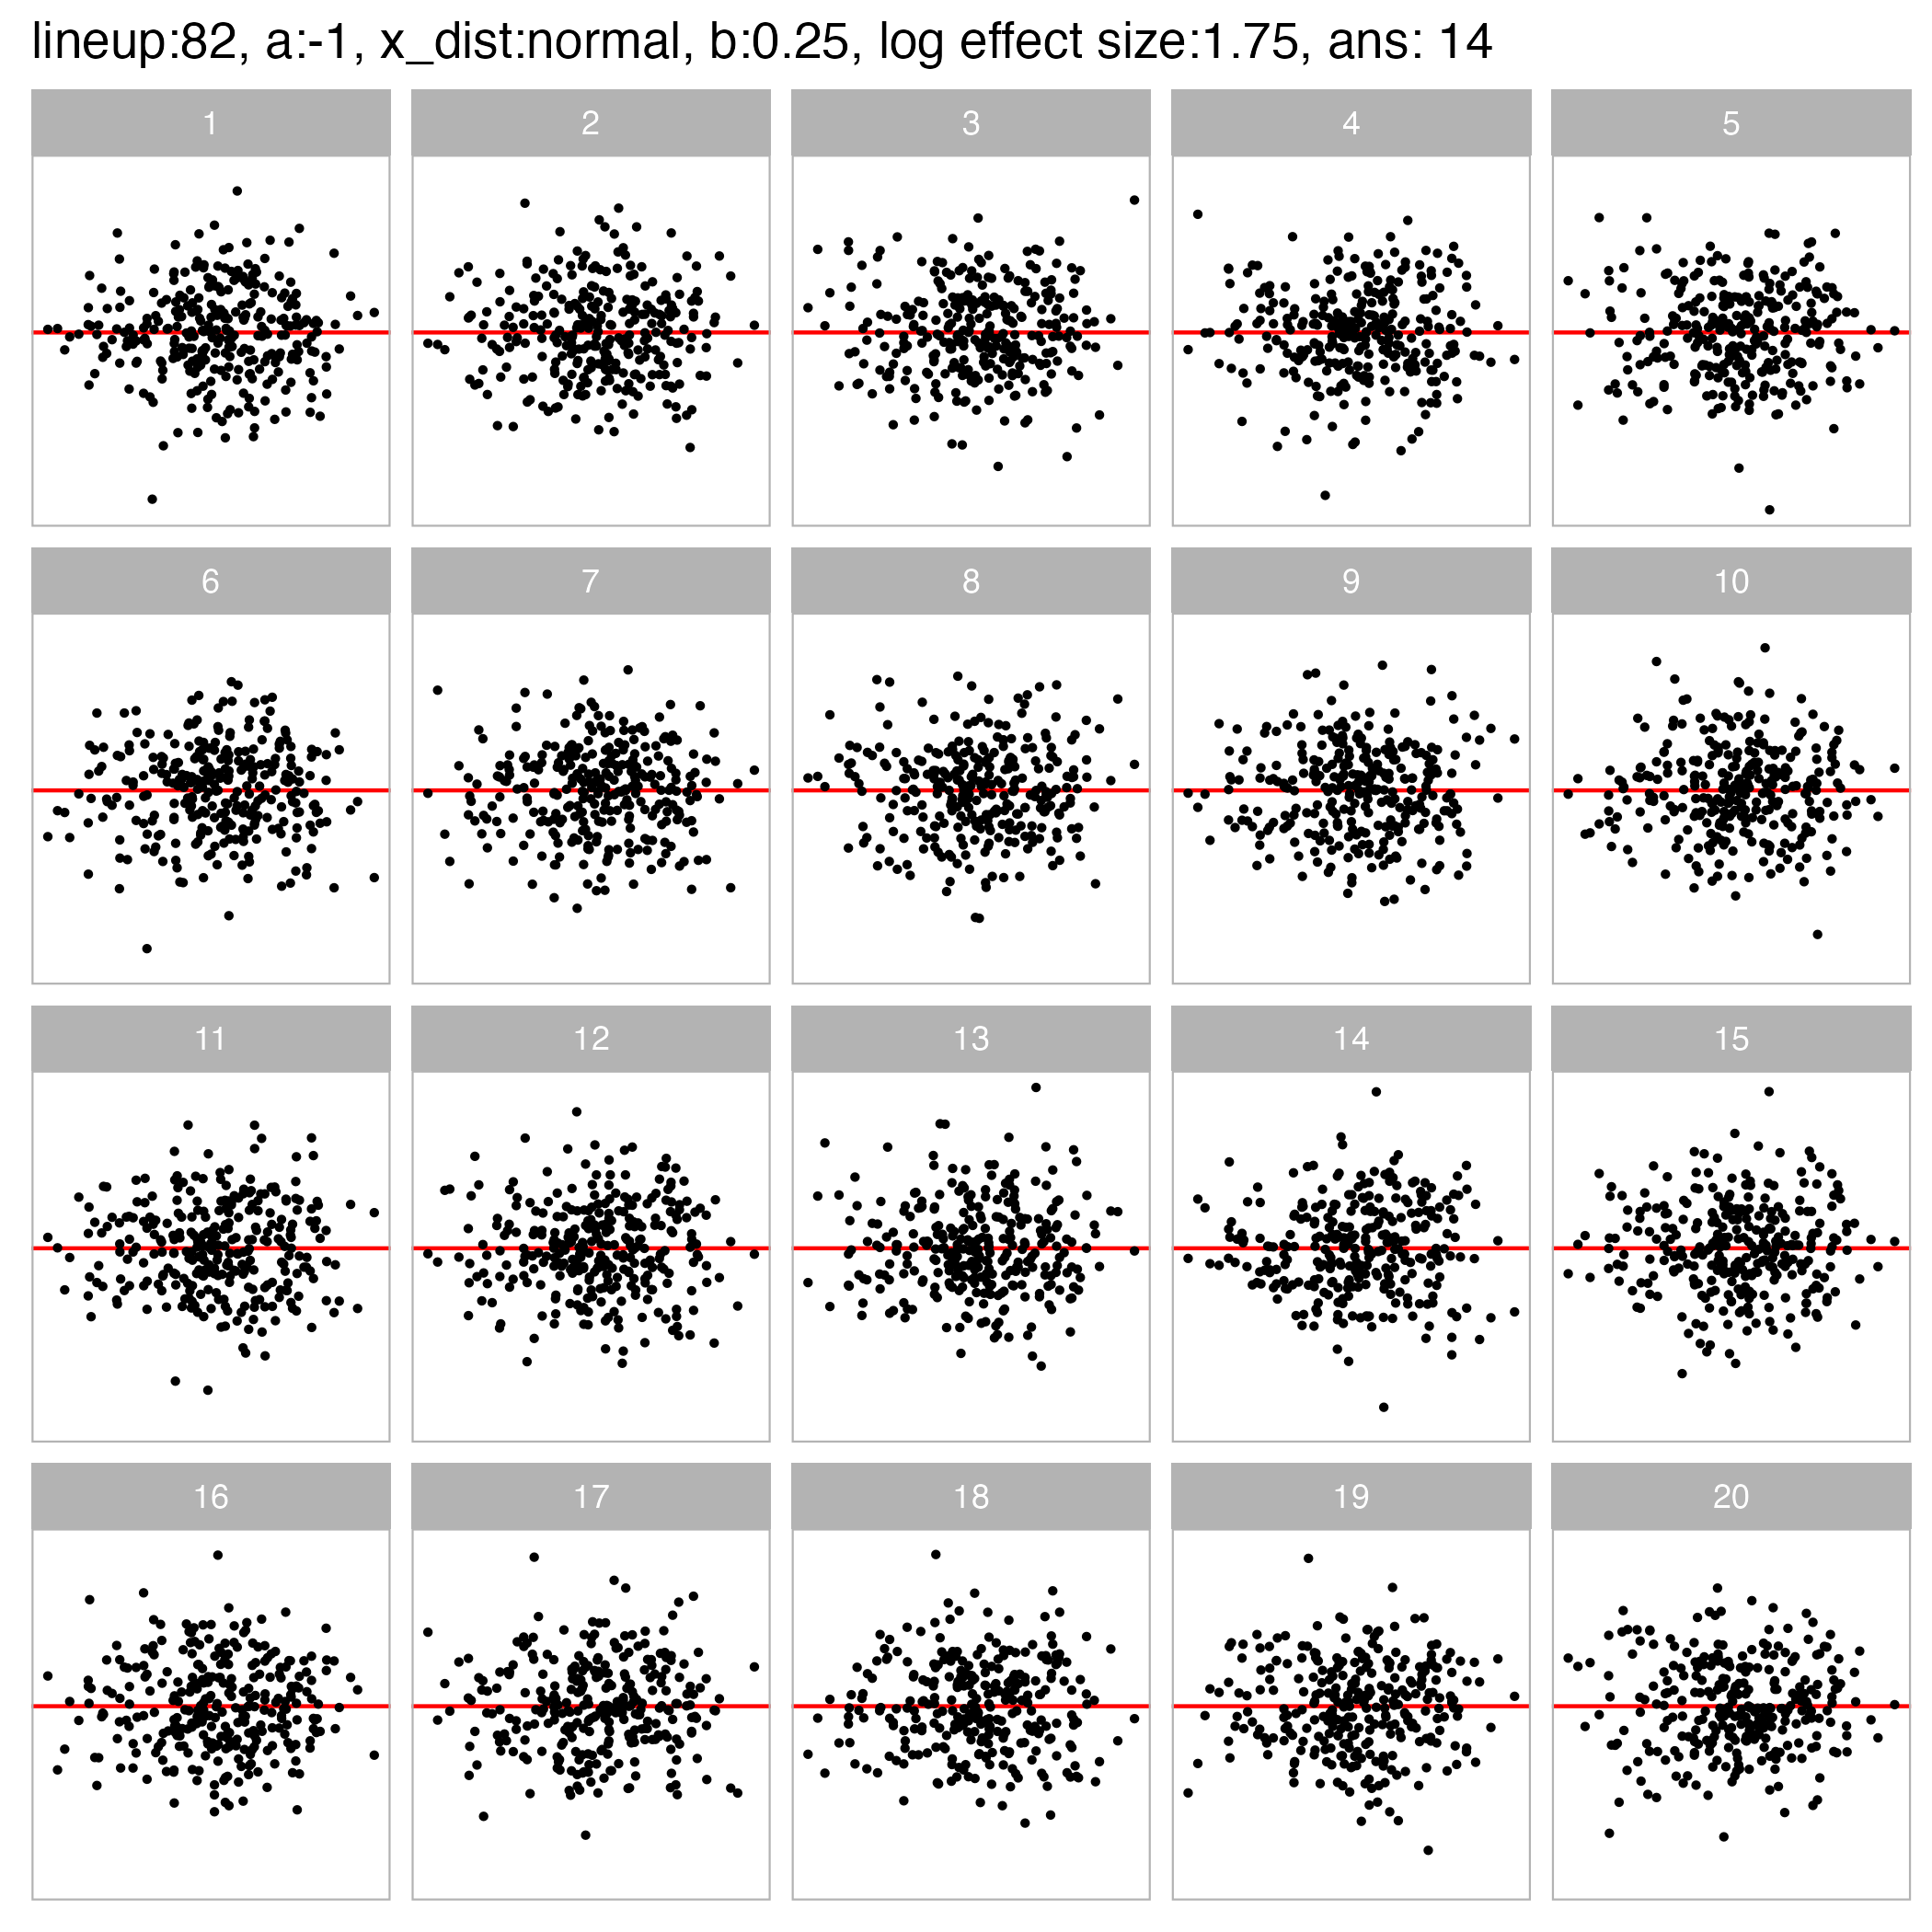 lineup:82, a:-1, x_dist:normal, b:0.25, log effect size:1.75, ans: 14
1 2 3 4 5
6 7 8 9 10
11 12 13 14 15
16 17 18 19 20